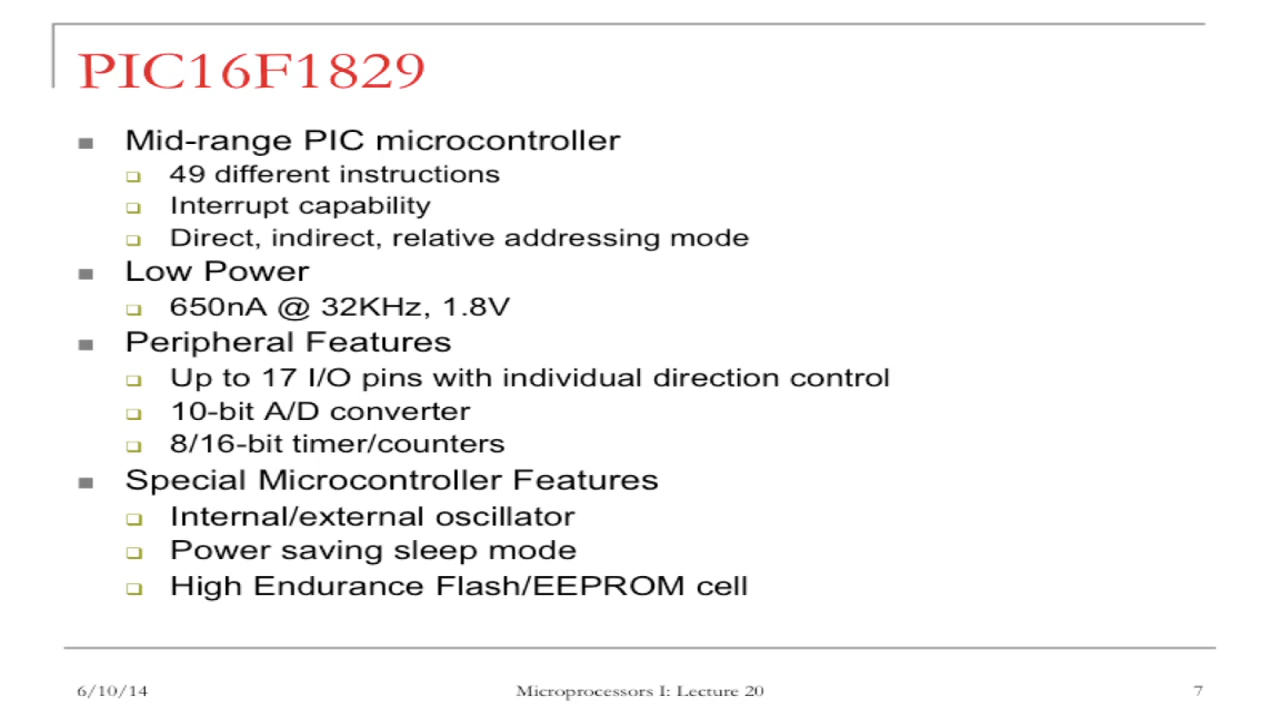 PIC16F1829
Mid-range PIC microcontroller
49 different instructions
Interrupt capability
Direct, indirect, relative addressing mode
Low Power
650nA @ 32KHz, 1.8V
Peripheral Features
Up to 17 I/O pins with individual direction control
10-bit A/D converter
8/16-bit timer/counters
Special Microcontroller Features
Internal/external oscillator
Power saving sleep mode
High Endurance Flash/EEPROM cell
6/10/14 Microprocessors I: Lecture 20 7